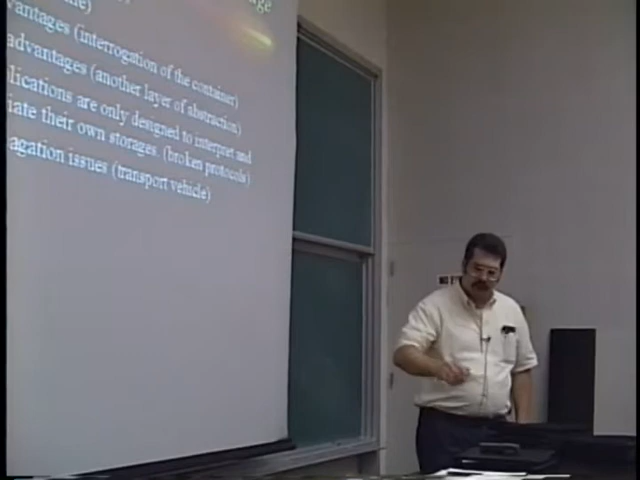 vantages (interrogation of the container)
advantages (another layer of abstraction)
lications are only designed to interpret and
iate their own storages. (broken protocols)
agation issues (transport vehicle)